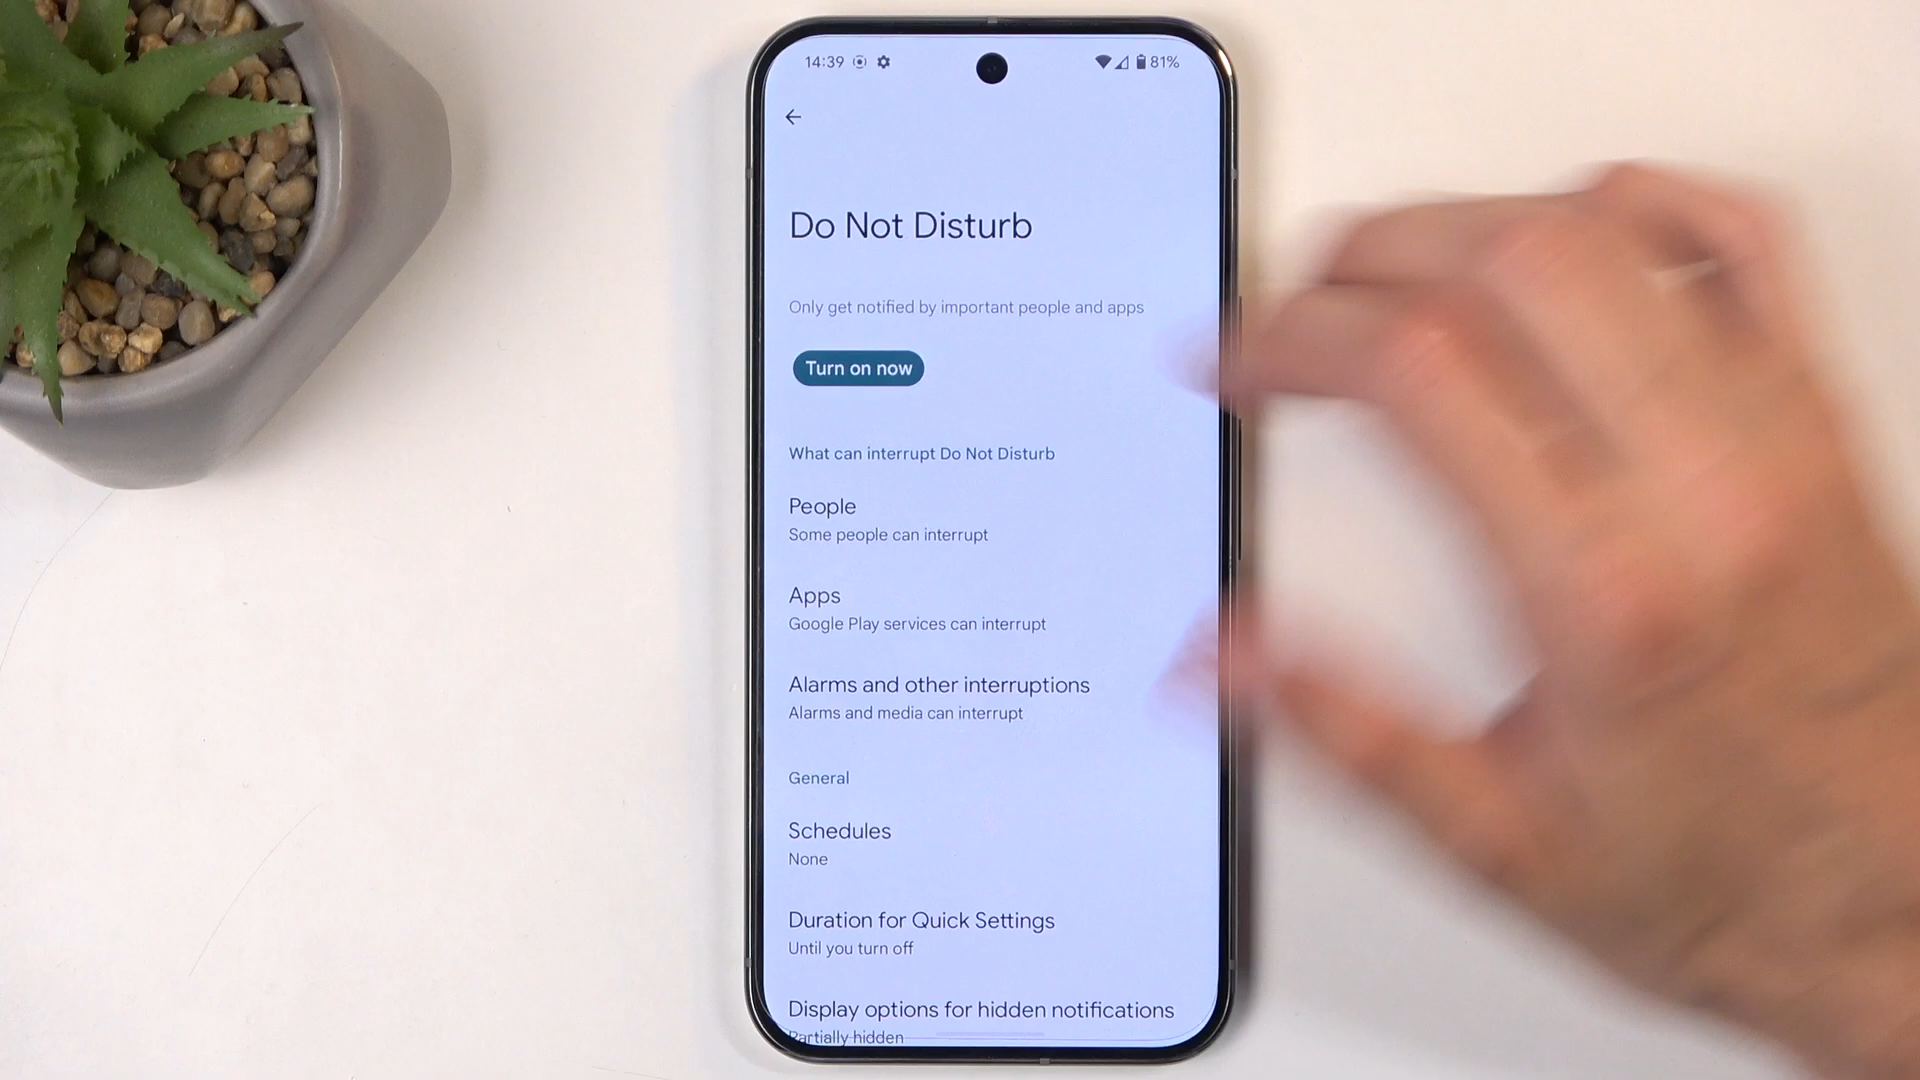 14:39 81%
Do Not Disturb
Only get notified by important people and apps
Turn on now
What can interrupt Do Not Disturb
People
Some people can interrupt
Apps
Google Play services can interrupt
Alarms and other interruptions
Alarms and media can interrupt
General
Schedules
None
Duration for Quick Settings
Until you turn off
Display options for hidden notifications
Partially hidden